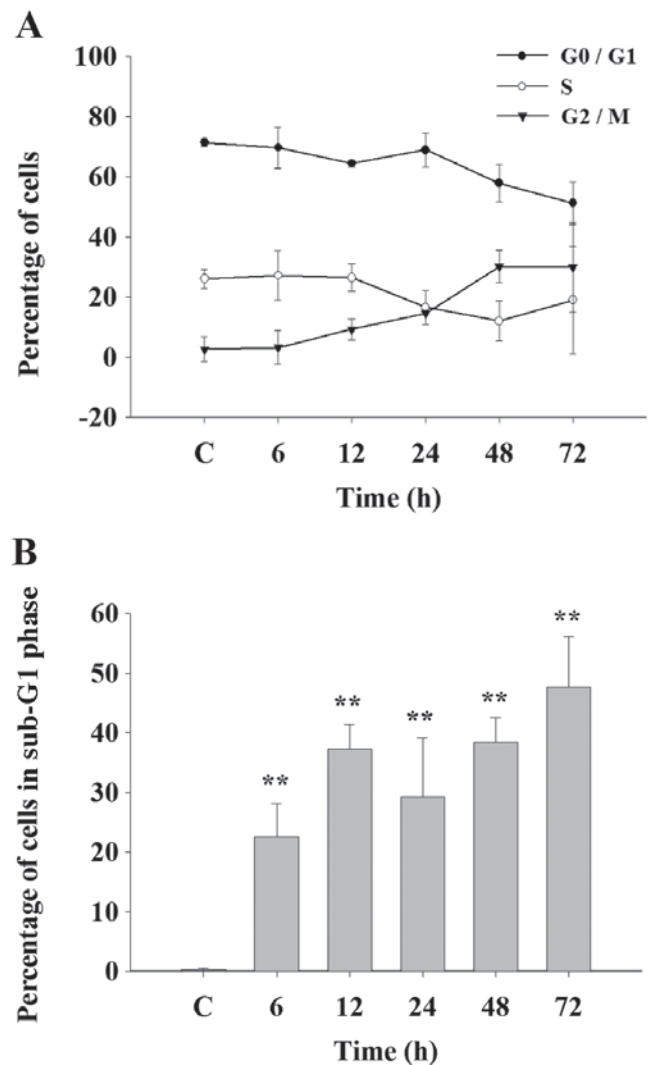 A
100
80
60
40
20
0
-20
Percentage of cells
G0 / G1
S
G2 / M
C 6 12 24 48 72
Time (h)
B
60
50
40
30
20
10
0
Percentage of cells in sub-G1 phase
**
**
**
**
**
C 6 12 24 48 72
Time (h)